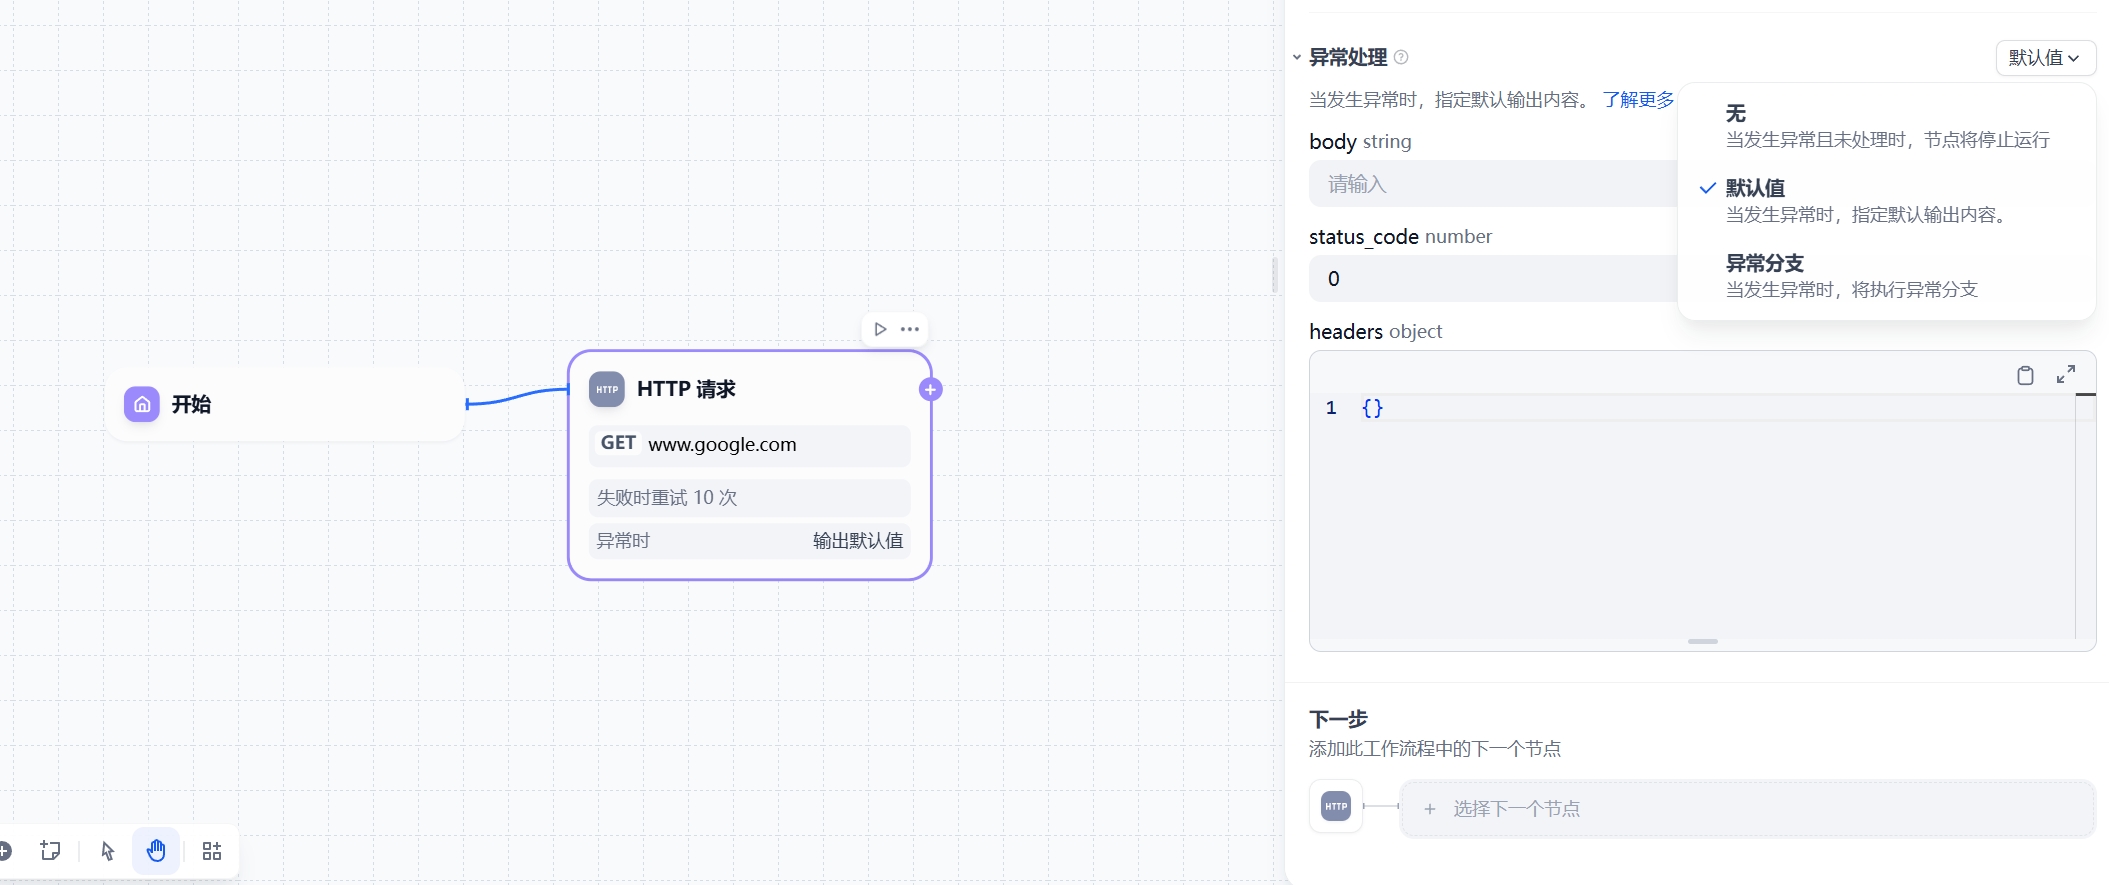 开始
HTTP
HTTP 请求
GET www.google.com
失败时重试 10 次
异常时 输出默认值
异常处理 ?
默认值
当发生异常时，指定默认输出内容。 了解更多
无
当发生异常且未处理时，节点将停止运行
默认值
当发生异常时，指定默认输出内容。
异常分支
当发生异常时，将执行异常分支
body string
请输入
status_code number
0
headers object
1 {}
下一步
添加此工作流程中的下一个节点
HTTP
+ 选择下一个节点